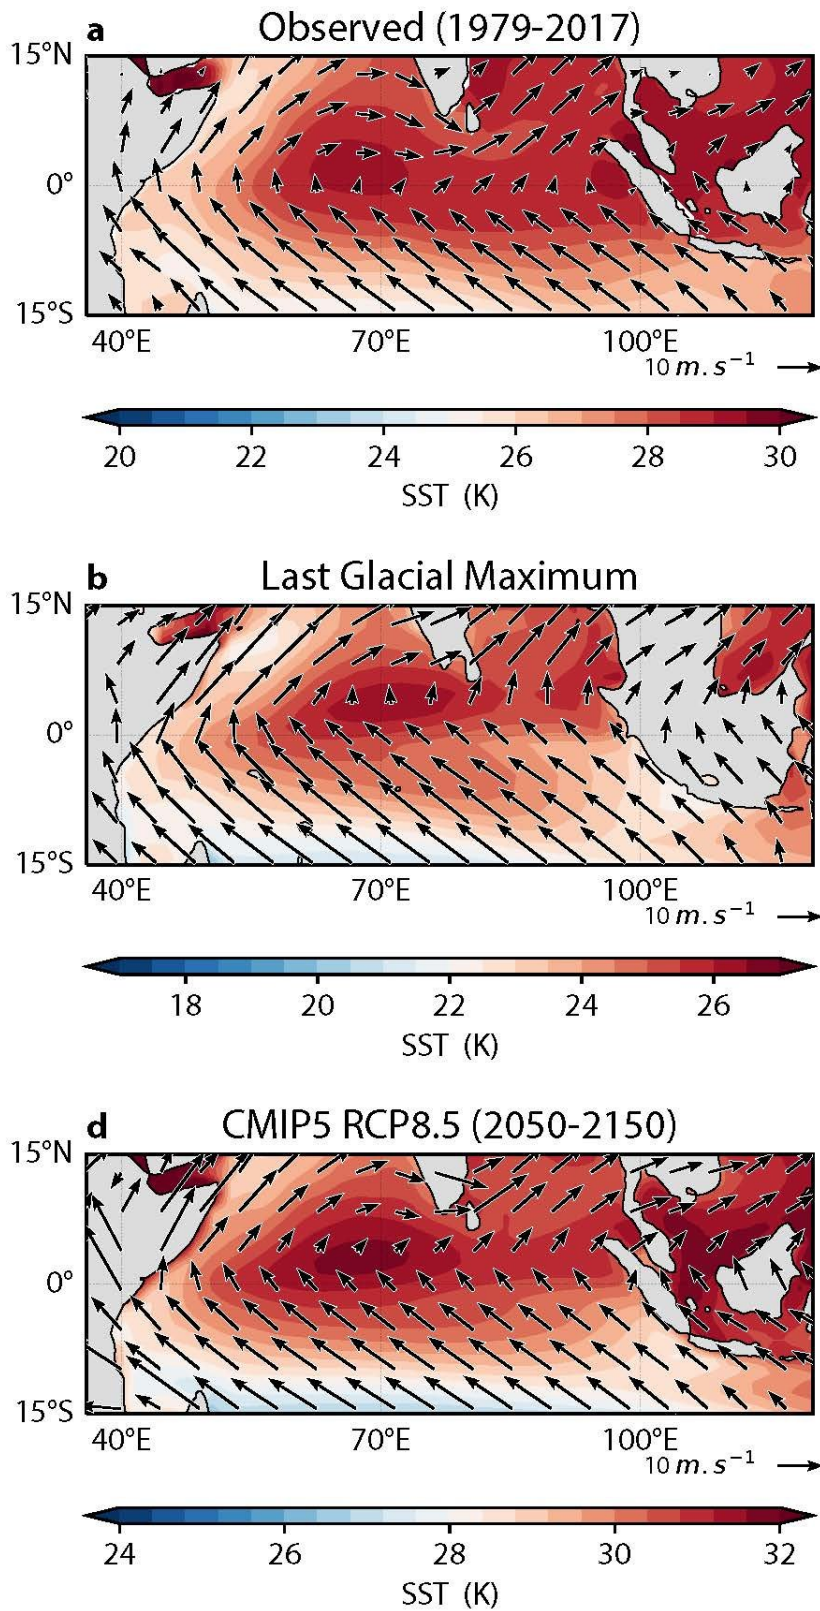 a Observed (1979-2017)
15°N
0°
15°S
40°E 70°E 100°E
10 m.s⁻¹
20 22 24 26 28 30
SST (K)
b Last Glacial Maximum
15°N
0°
15°S
40°E 70°E 100°E
10 m.s⁻¹
18 20 22 24 26
SST (K)
d CMIP5 RCP8.5 (2050-2150)
15°N
0°
15°S
40°E 70°E 100°E
10 m.s⁻¹
24 26 28 30 32
SST (K)